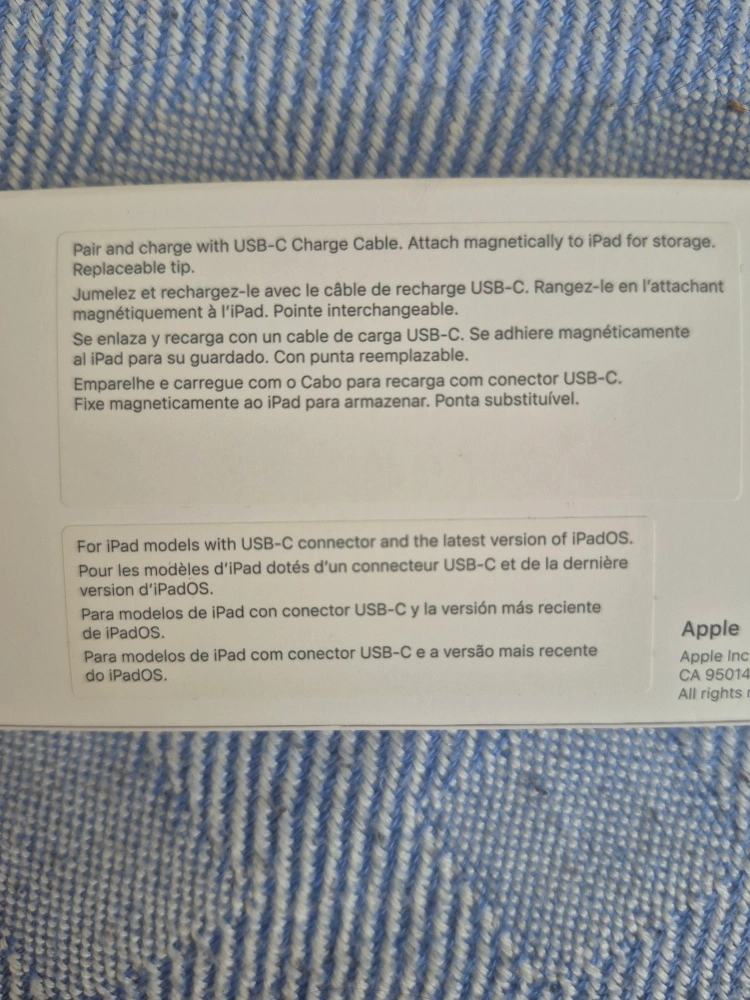 Pair and charge with USB-C Charge Cable. Attach magnetically to iPad for storage.
Replaceable tip.
Jumelez et rechargez-le avec le câble de recharge USB-C. Rangez-le en l'attachant
magnétiquement à l'iPad. Pointe interchangeable.
Se enlaza y recarga con un cable de carga USB-C. Se adhiere magnéticamente
al iPad para su guardado. Con punta reemplazable.
Emparelhe e carregue com o Cabo para recarga com conector USB-C.
Fixe magneticamente ao iPad para armazenar. Ponta substituível.
For iPad models with USB-C connector and the latest version of iPadOS.
Pour les modèles d'iPad dotés d'un connecteur USB-C et de la dernière
version d'iPadOS.
Para modelos de iPad con conector USB-C y la versión más reciente
de iPadOS.
Para modelos de iPad com conector USB-C e a versão mais recente
do iPadOS.
Apple
Apple Inc
CA 95014
All rights